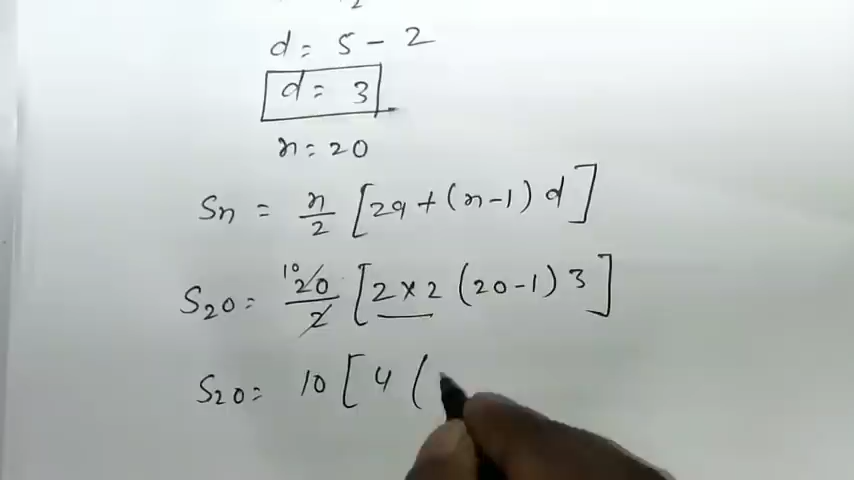 2
d = 5 - 2
d = 3
n = 20
Sn = n/2 [2a + (n-1) d]
S20 = 10 20/2 [2 × 2 (20-1) 3]
S20 = 10 [4 (